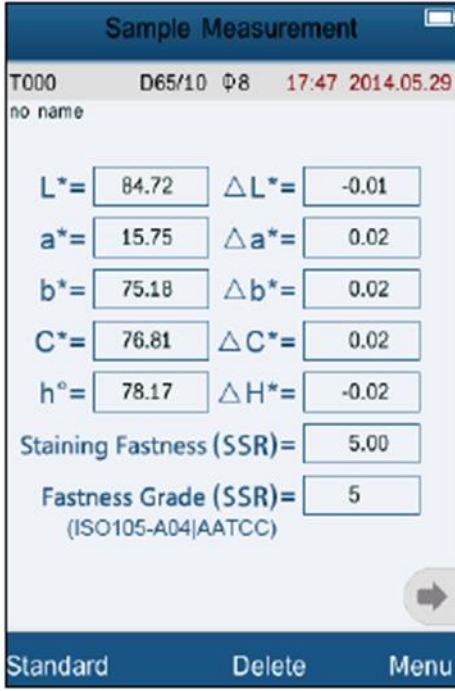 Sample Measurement
T000 D65/10 Φ8 17:47 2014.05.29
no name
L*= 84.72 △L*= -0.01
a*= 15.75 △a*= 0.02
b*= 75.18 △b*= 0.02
C*= 76.81 △C*= 0.02
h°= 78.17 △H*= -0.02
Staining Fastness (SSR)= 5.00
Fastness Grade (SSR)= 5
(ISO105-A04|AATCC)
Standard Delete Menu